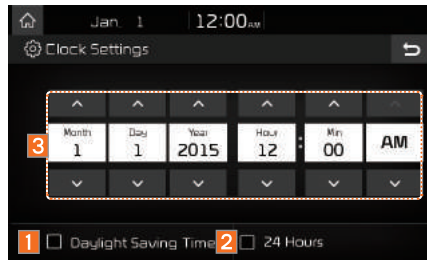 Jan. 1 12:00AM
Clock Settings
Month Day Year Hour Min
3 1 1 2015 12 : 00 AM
1 Daylight Saving Time 2 24 Hours